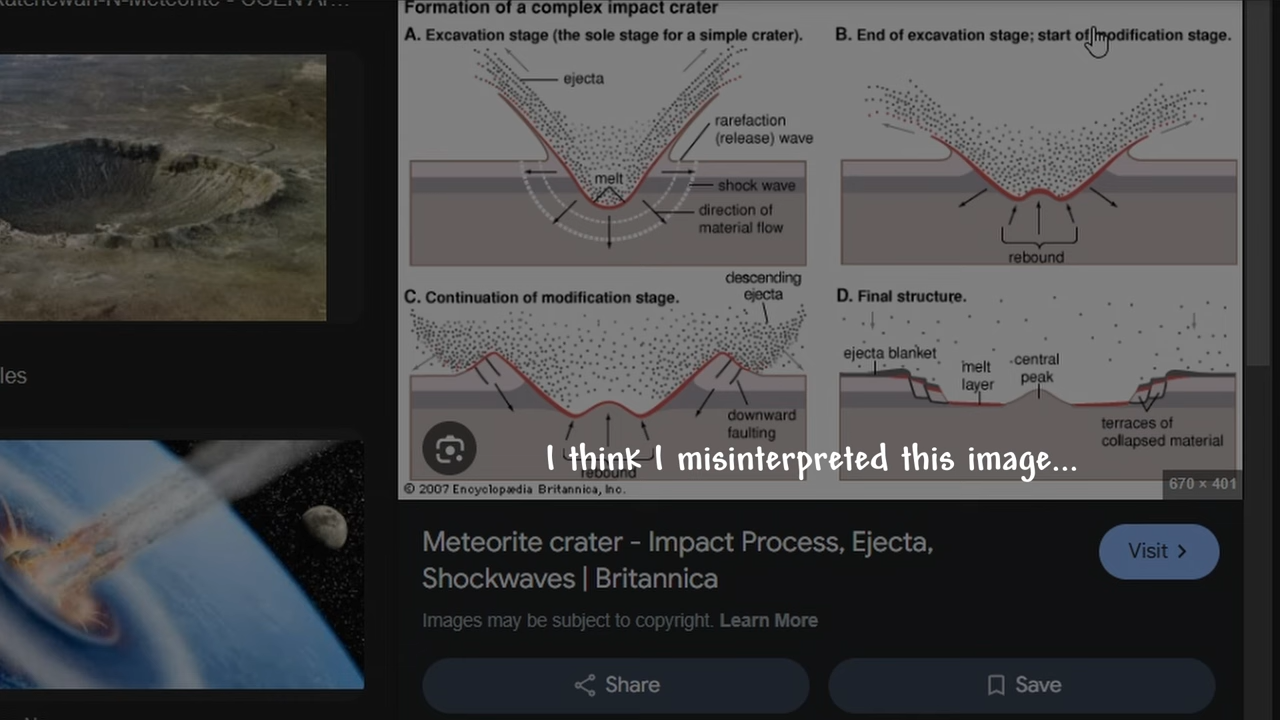 Formation of a complex impact crater
A. Excavation stage (the sole stage for a simple crater).
ejecta
rarefaction
(release) wave
melt
shock wave
direction of
material flow
B. End of excavation stage; start of modification stage.
rebound
C. Continuation of modification stage.
descending
ejecta
downward
faulting
rebound
D. Final structure.
ejecta blanket
melt
layer
central
peak
terraces of
collapsed material
I think I misinterpreted this image...
© 2007 Encyclopædia Britannica, Inc.
670 × 401
Meteorite crater - Impact Process, Ejecta,
Shockwaves | Britannica
Visit
Images may be subject to copyright. Learn More
Share
Save
les